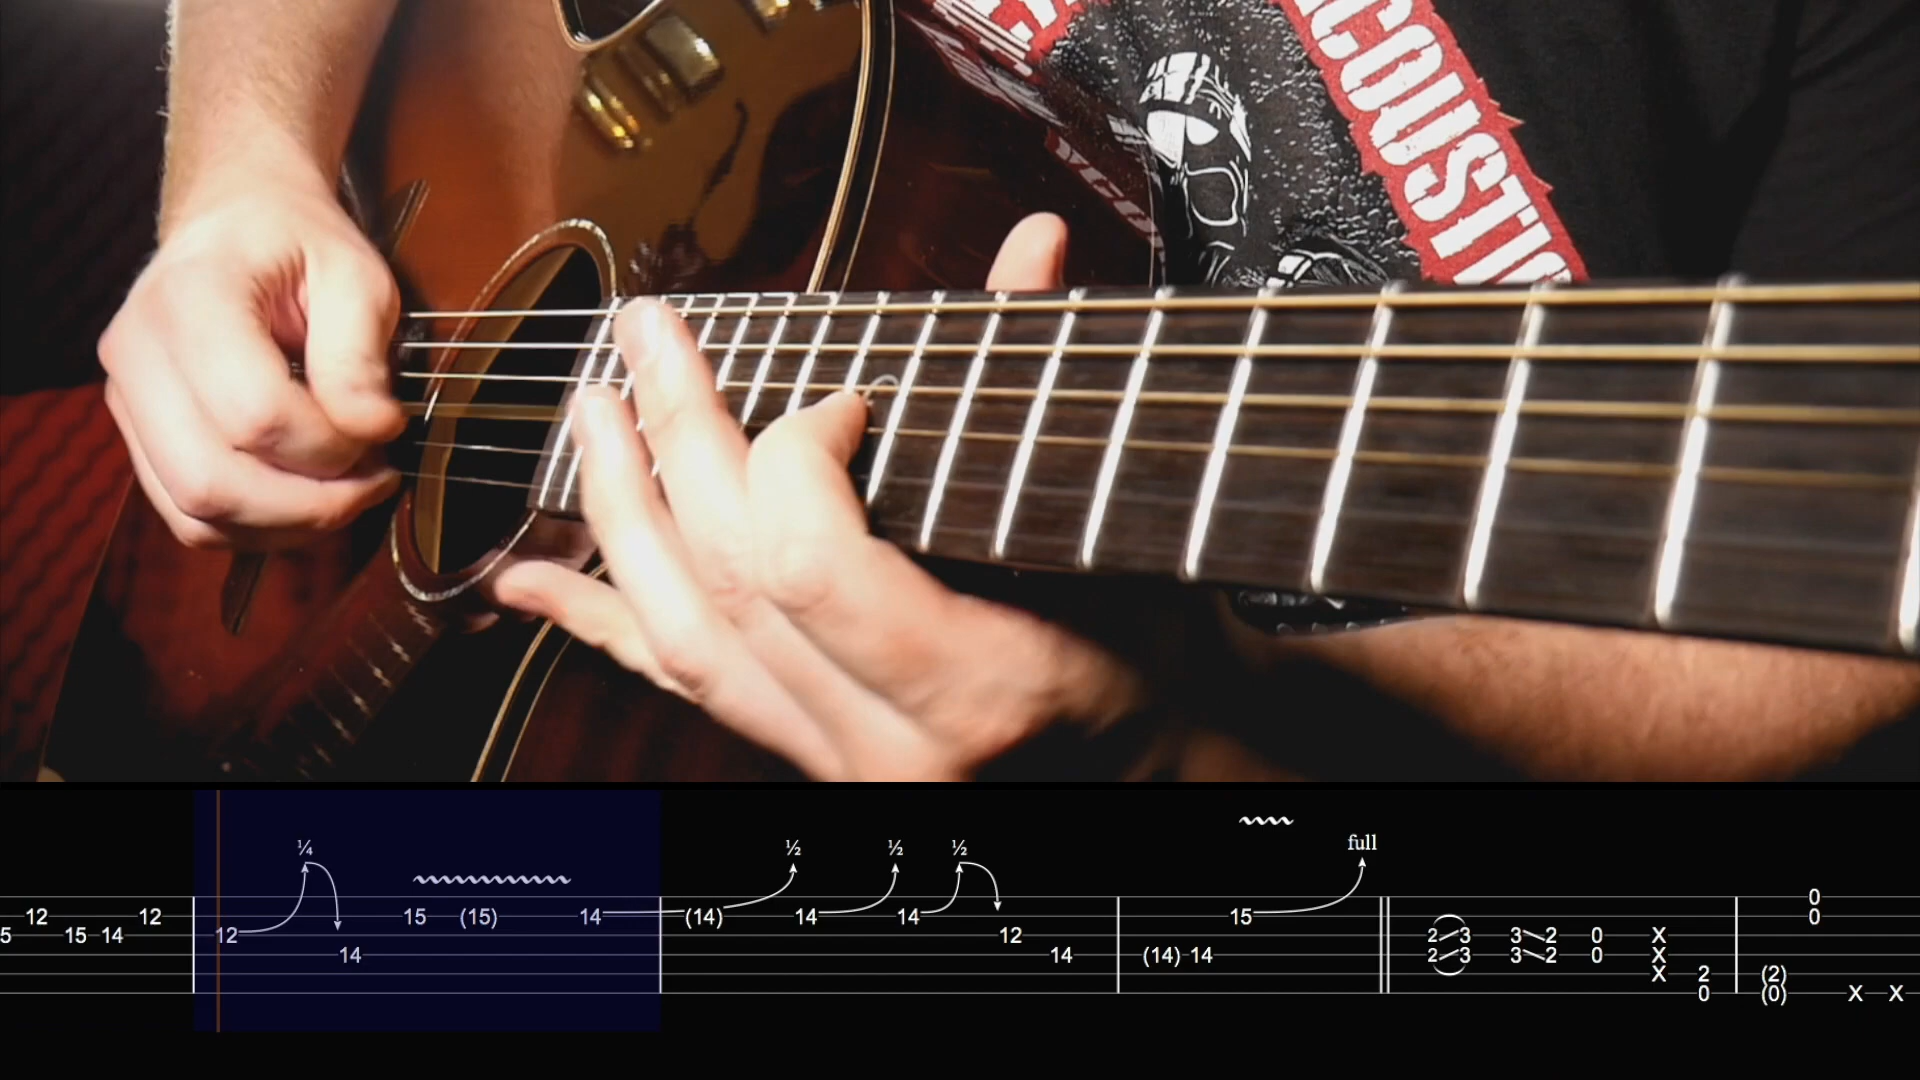 ACOUSTIC
¼ ½ ½ ½ full
0
12 12 15 (15) 14 (14) 14 14 15 0
5 15 14 12 12 2 3 3 2 0 X
14 14 (14) 14 2 3 3 2 0 X
X 2 (2)
0 (0) X X